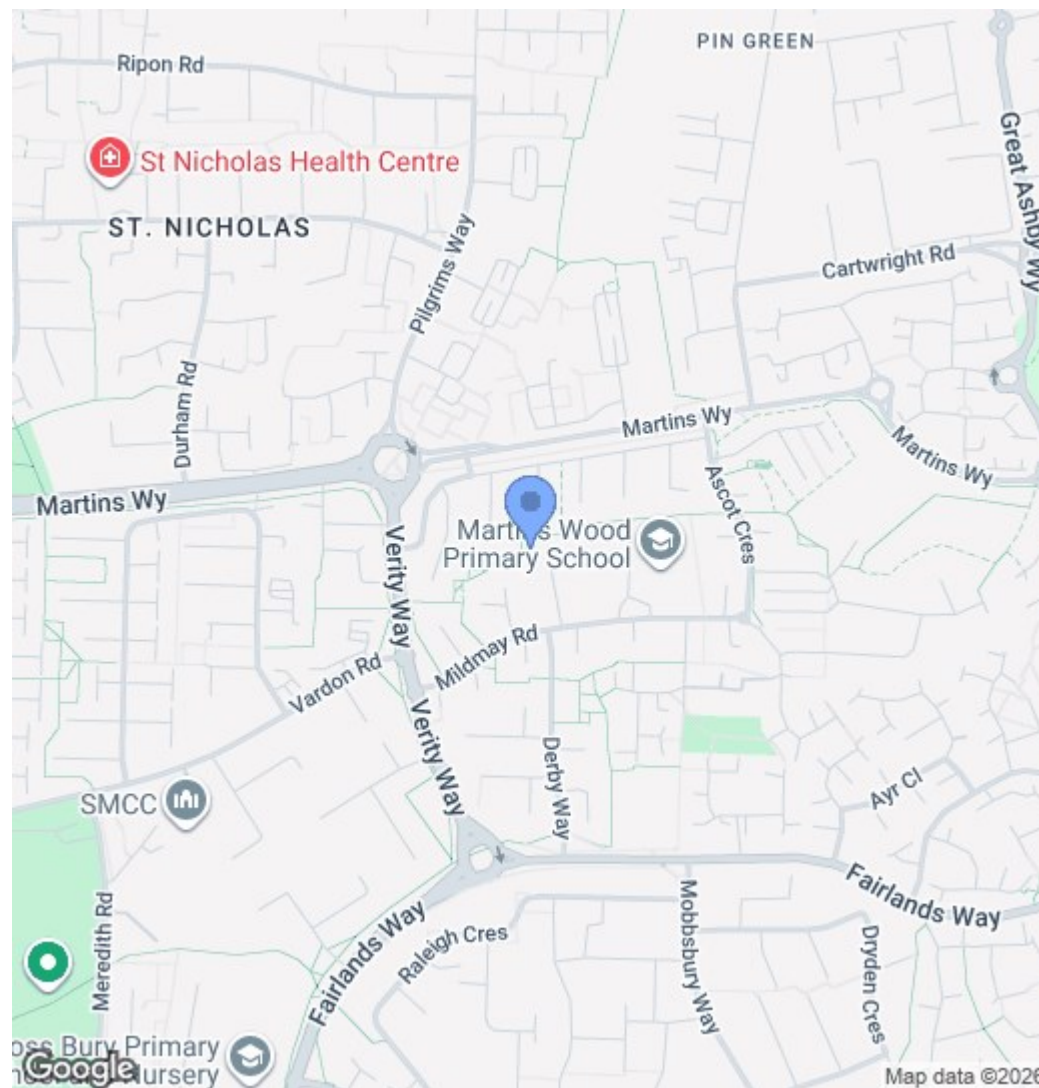 PIN GREEN
Ripon Rd
St Nicholas Health Centre
ST. NICHOLAS
Pilgrims Way
Great Ashby Wy
Cartwright Rd
Durham Rd
Martins Wy
Martins Wy
Martins Wy
Ascot Cres
Verity Way
Martins Wood
Primary School
Mildmay Rd
Vardon Rd
Verity Way
Derby Way
SMCC
Ayr Cl
Fairlands Way
Meredith Rd
Fairlands Way
Raleigh Cres
Mobbsbury Way
Dryden Cres
oss Bury Primary
Nursery
Google
Map data ©2026